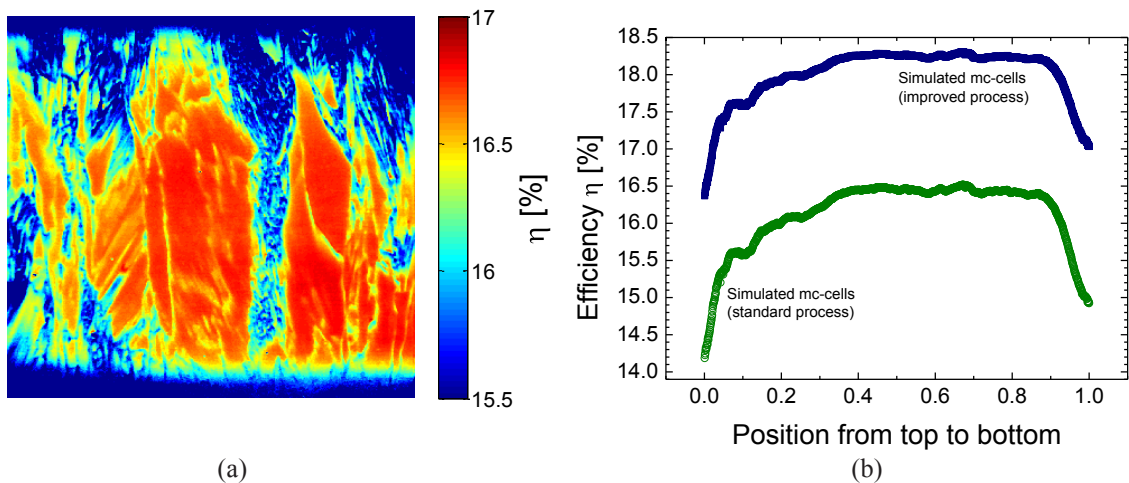 17
16.5
16
15.5
η [%]
(a)
18.5
18.0
17.5
17.0
16.5
16.0
15.5
15.0
14.5
14.0
Efficiency η [%]
Simulated mc-cells
(improved process)
Simulated mc-cells
(standard process)
0.0 0.2 0.4 0.6 0.8 1.0
Position from top to bottom
(b)